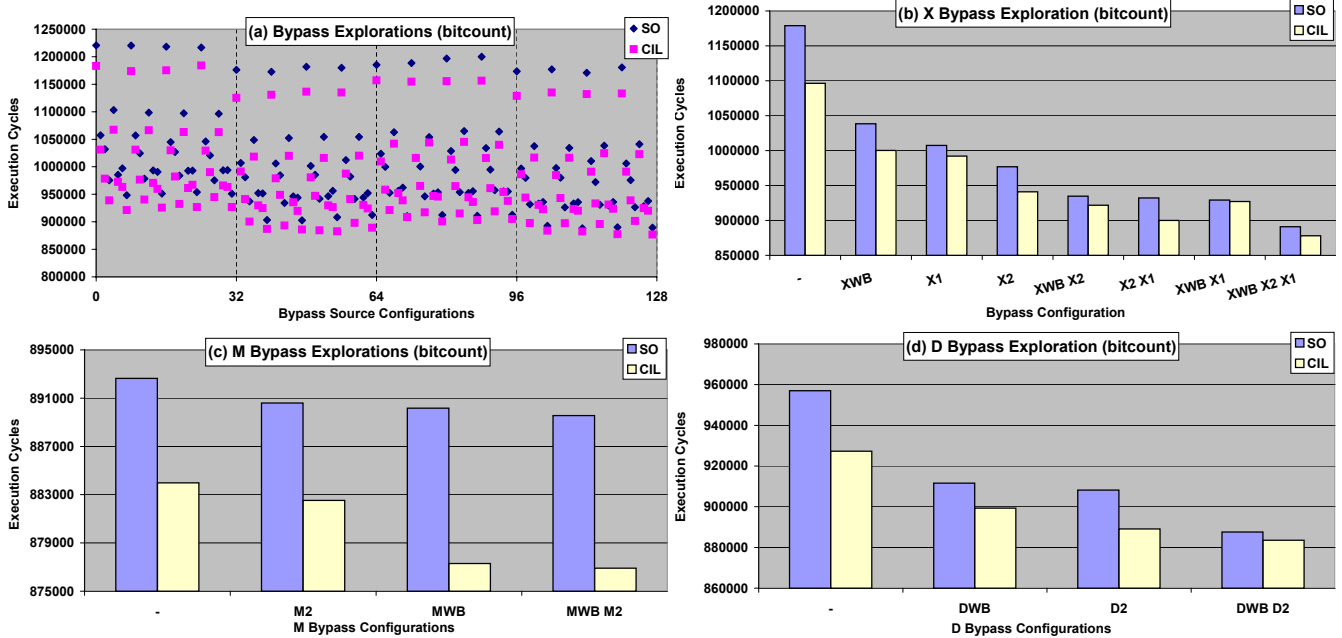 (a) Bypass Explorations (bitcount)
SO
CIL
Execution Cycles
1250000
1200000
1150000
1100000
1050000
1000000
950000
900000
850000
800000
0 32 64 96 128
Bypass Source Configurations
(b) X Bypass Exploration (bitcount)
SO
CIL
Execution Cycles
1200000
1150000
1100000
1050000
1000000
950000
900000
850000
- XWB X1 X2 XWB X2 X2 X1 XWB X1 XWB X2 X1
Bypass Configuration
(c) M Bypass Explorations (bitcount)
SO
CIL
Execution Cycles
895000
891000
887000
883000
879000
875000
- M2 MWB MWB M2
M Bypass Configurations
(d) D Bypass Exploration (bitcount)
SO
CIL
Execution Cycles
980000
960000
940000
920000
900000
880000
860000
- DWB D2 DWB D2
D Bypass Configurations